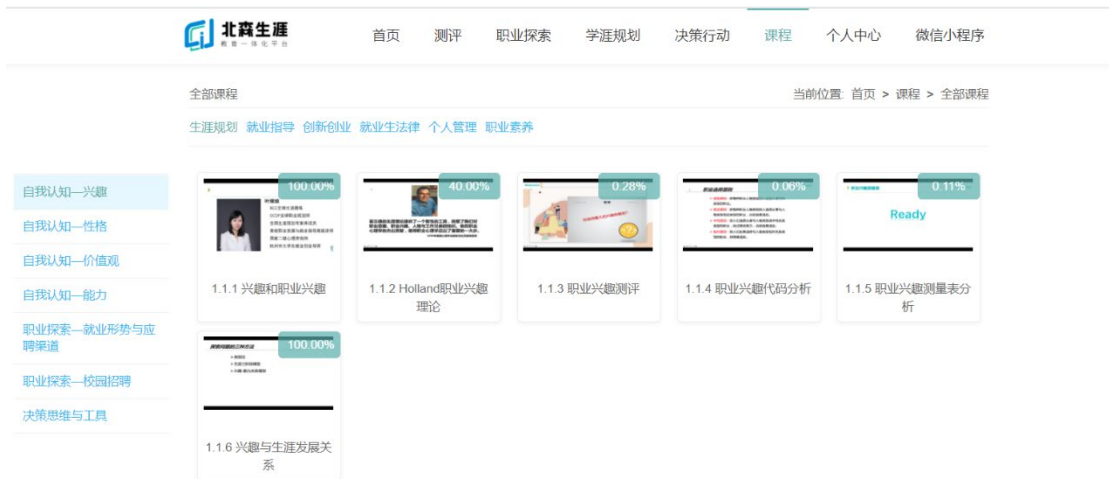 北森生涯
教育一体化平台
首页 测评 职业探索 学涯规划 决策行动 课程 个人中心 微信小程序
全部课程
当前位置: 首页 > 课程 > 全部课程
生涯规划 就业指导 创新创业 就业生法律 个人管理 职业素养
自我认知—兴趣
自我认知—性格
自我认知—价值观
自我认知—能力
职业探索—就业形势与应
聘渠道
职业探索—校园招聘
决策思维与工具
100.00%
1.1.1 兴趣和职业兴趣
40.00%
1.1.2 Holland职业兴趣
理论
0.28%
1.1.3 职业兴趣测评
0.06%
1.1.4 职业兴趣代码分析
0.11%
Ready
1.1.5 职业兴趣测量表分
析
100.00%
1.1.6 兴趣与生涯发展关
系